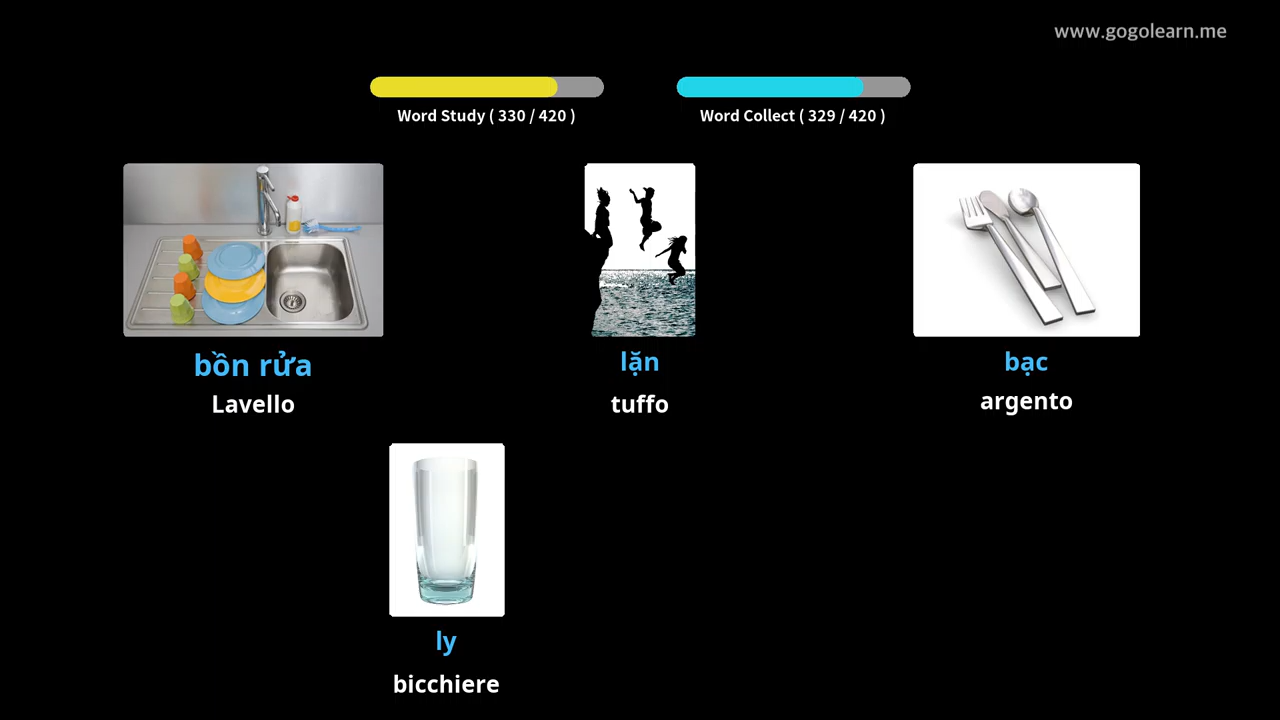 www.gogolearn.me
Word Study ( 330 / 420 )
Word Collect ( 329 / 420 )
bồn rửa
Lavello
lặn
tuffo
bạc
argento
ly
bicchiere